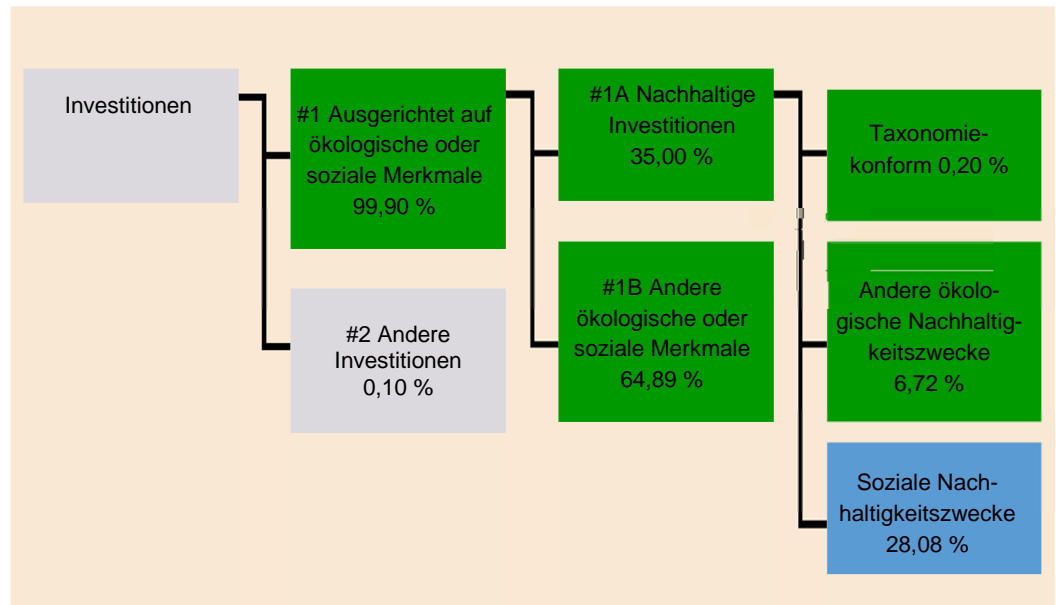 Investitionen
#1 Ausgerichtet auf
ökologische oder
soziale Merkmale
99,90 %
#2 Andere
Investitionen
0,10 %
#1A Nachhaltige
Investitionen
35,00 %
#1B Andere
ökologische oder
soziale Merkmale
64,89 %
Taxonomie-
konform 0,20 %
Andere ökolo-
gische Nachhaltig-
keitszwecke
6,72 %
Soziale Nach-
haltigkeitszwecke
28,08 %